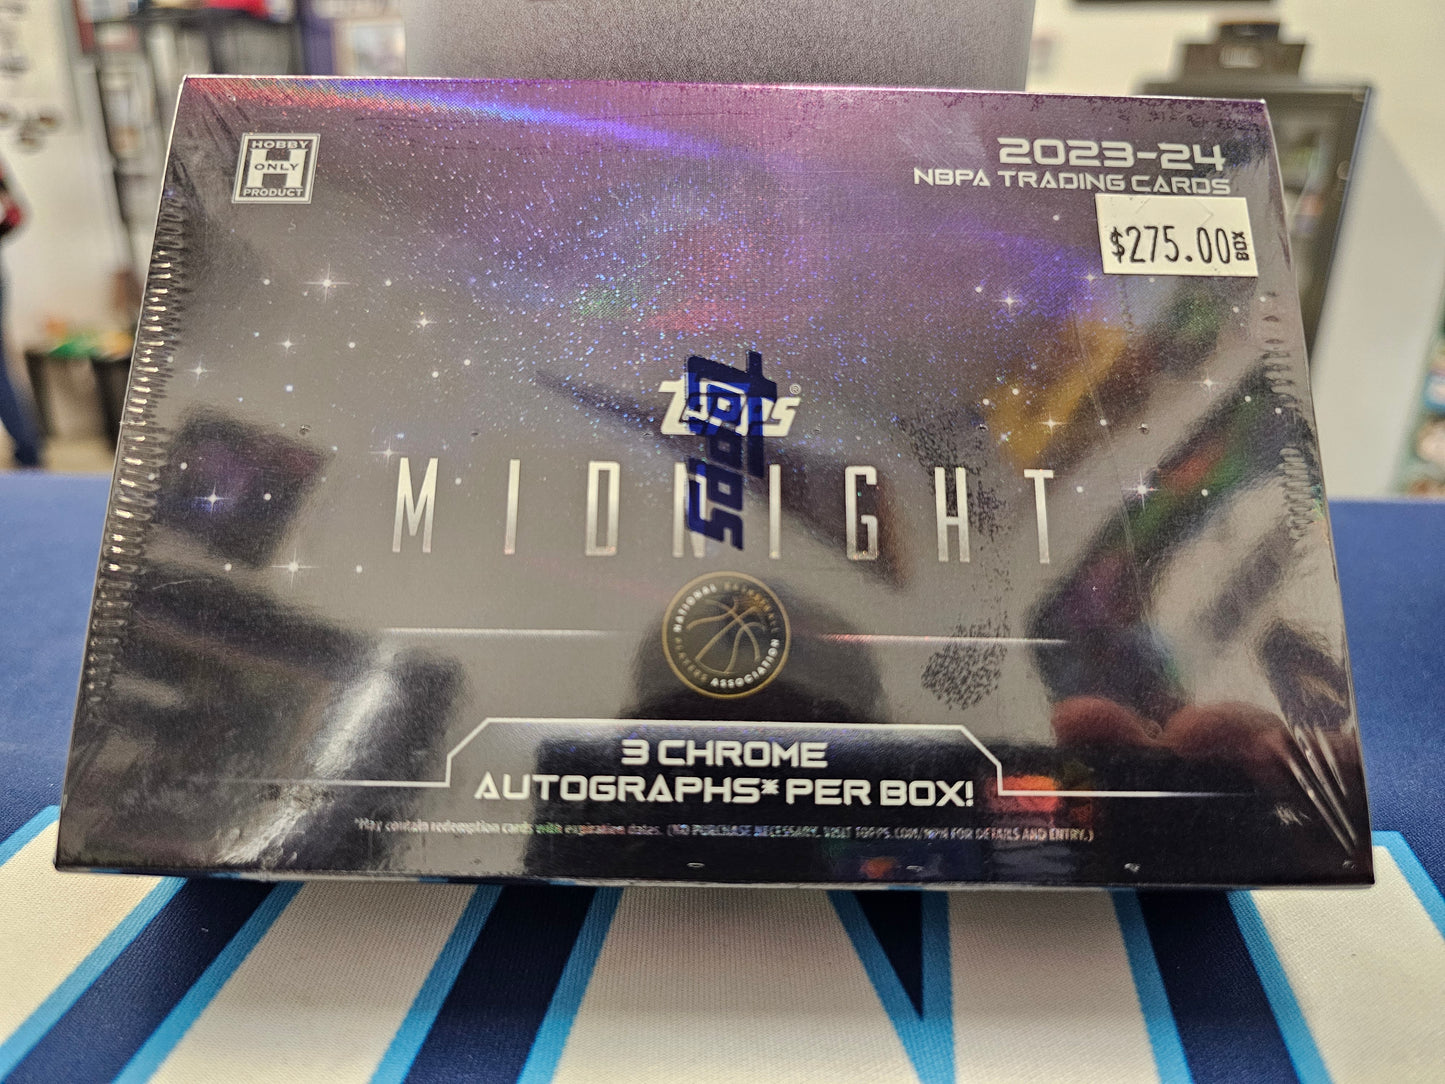 HOBBY
H
ONLY
PRODUCT
2023-24
NBPA TRADING CARDS
$275.00 BOX
Topps®
Topps
MIDNIGHT
NATIONAL BASKETBALL PLAYERS ASSOCIATION
3 CHROME
AUTOGRAPHS* PER BOX!
*May contain redemption cards with expiration dates. (NO PURCHASE NECESSARY. VISIT TOPPS.COM/NPN FOR DETAILS AND ENTRY.)